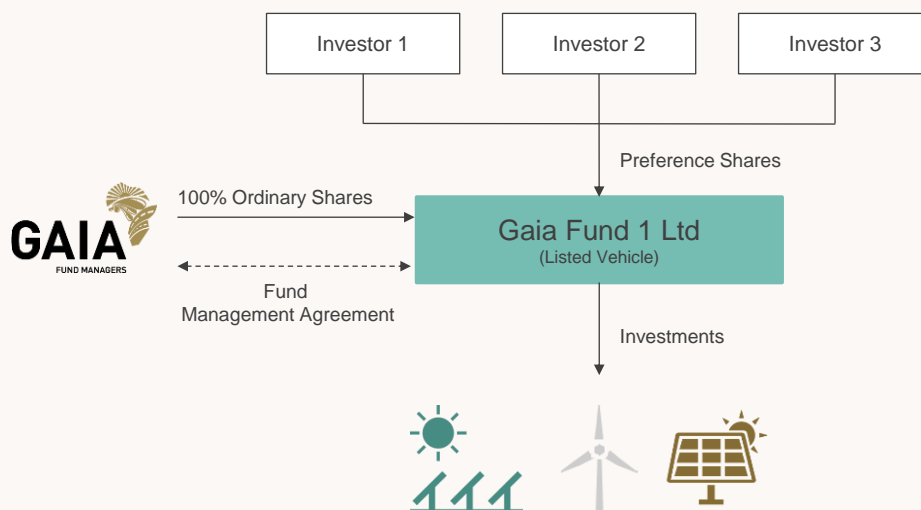 Investor 1
Investor 2
Investor 3
Preference Shares
100% Ordinary Shares
GAIA
FUND MANAGERS
Gaia Fund 1 Ltd
(Listed Vehicle)
Fund
Management Agreement
Investments